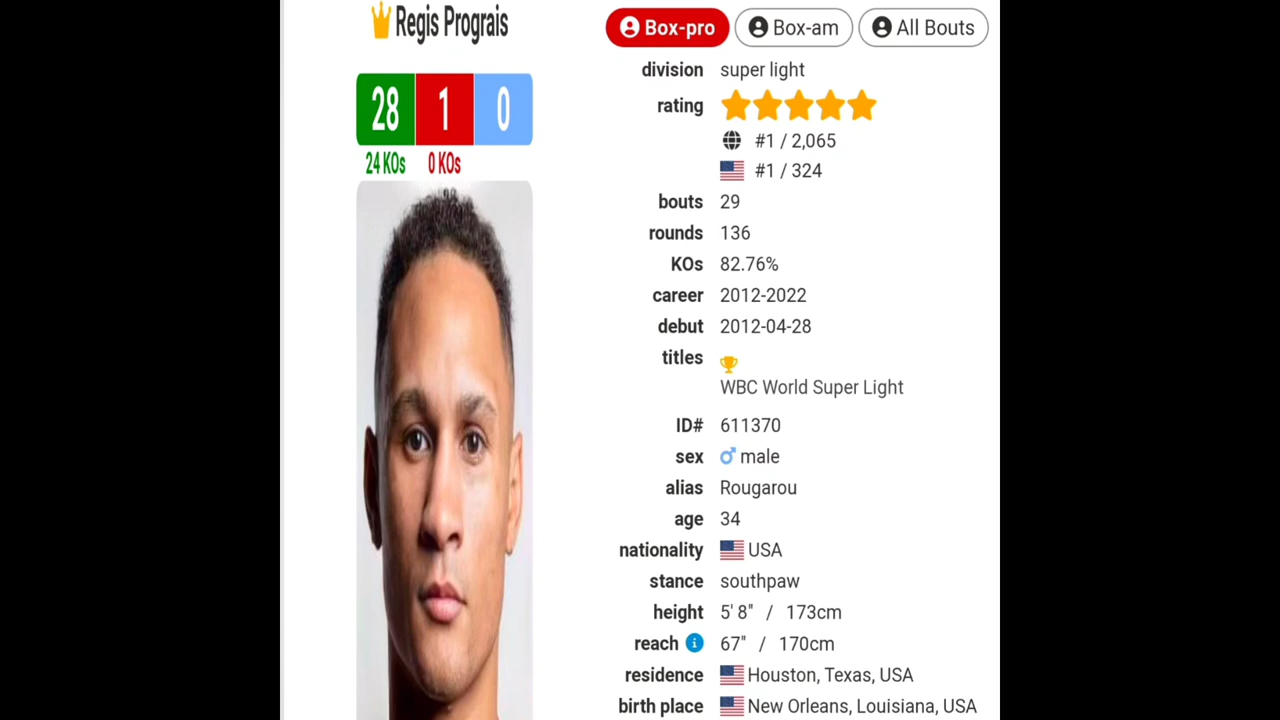 Regis Prograis
28 1 0
24 KOs 0 KOs
Box-pro Box-am All Bouts
division super light
rating
#1 / 2,065
#1 / 324
bouts 29
rounds 136
KOs 82.76%
career 2012-2022
debut 2012-04-28
titles
WBC World Super Light
ID# 611370
sex male
alias Rougarou
age 34
nationality USA
stance southpaw
height 5' 8" / 173cm
reach 67" / 170cm
residence Houston, Texas, USA
birth place New Orleans, Louisiana, USA